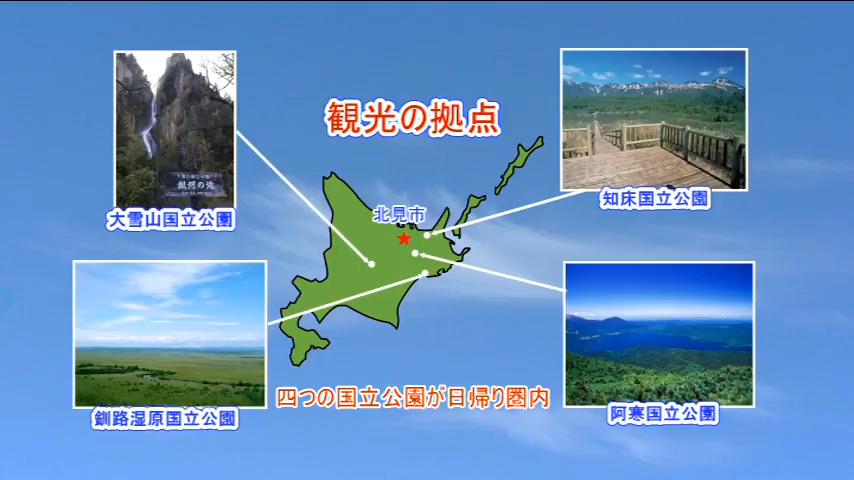 観光の拠点
銀河の滝
大雪山国立公園
知床国立公園
北見市
釧路湿原国立公園
四つの国立公園が日帰り圏内
阿寒国立公園